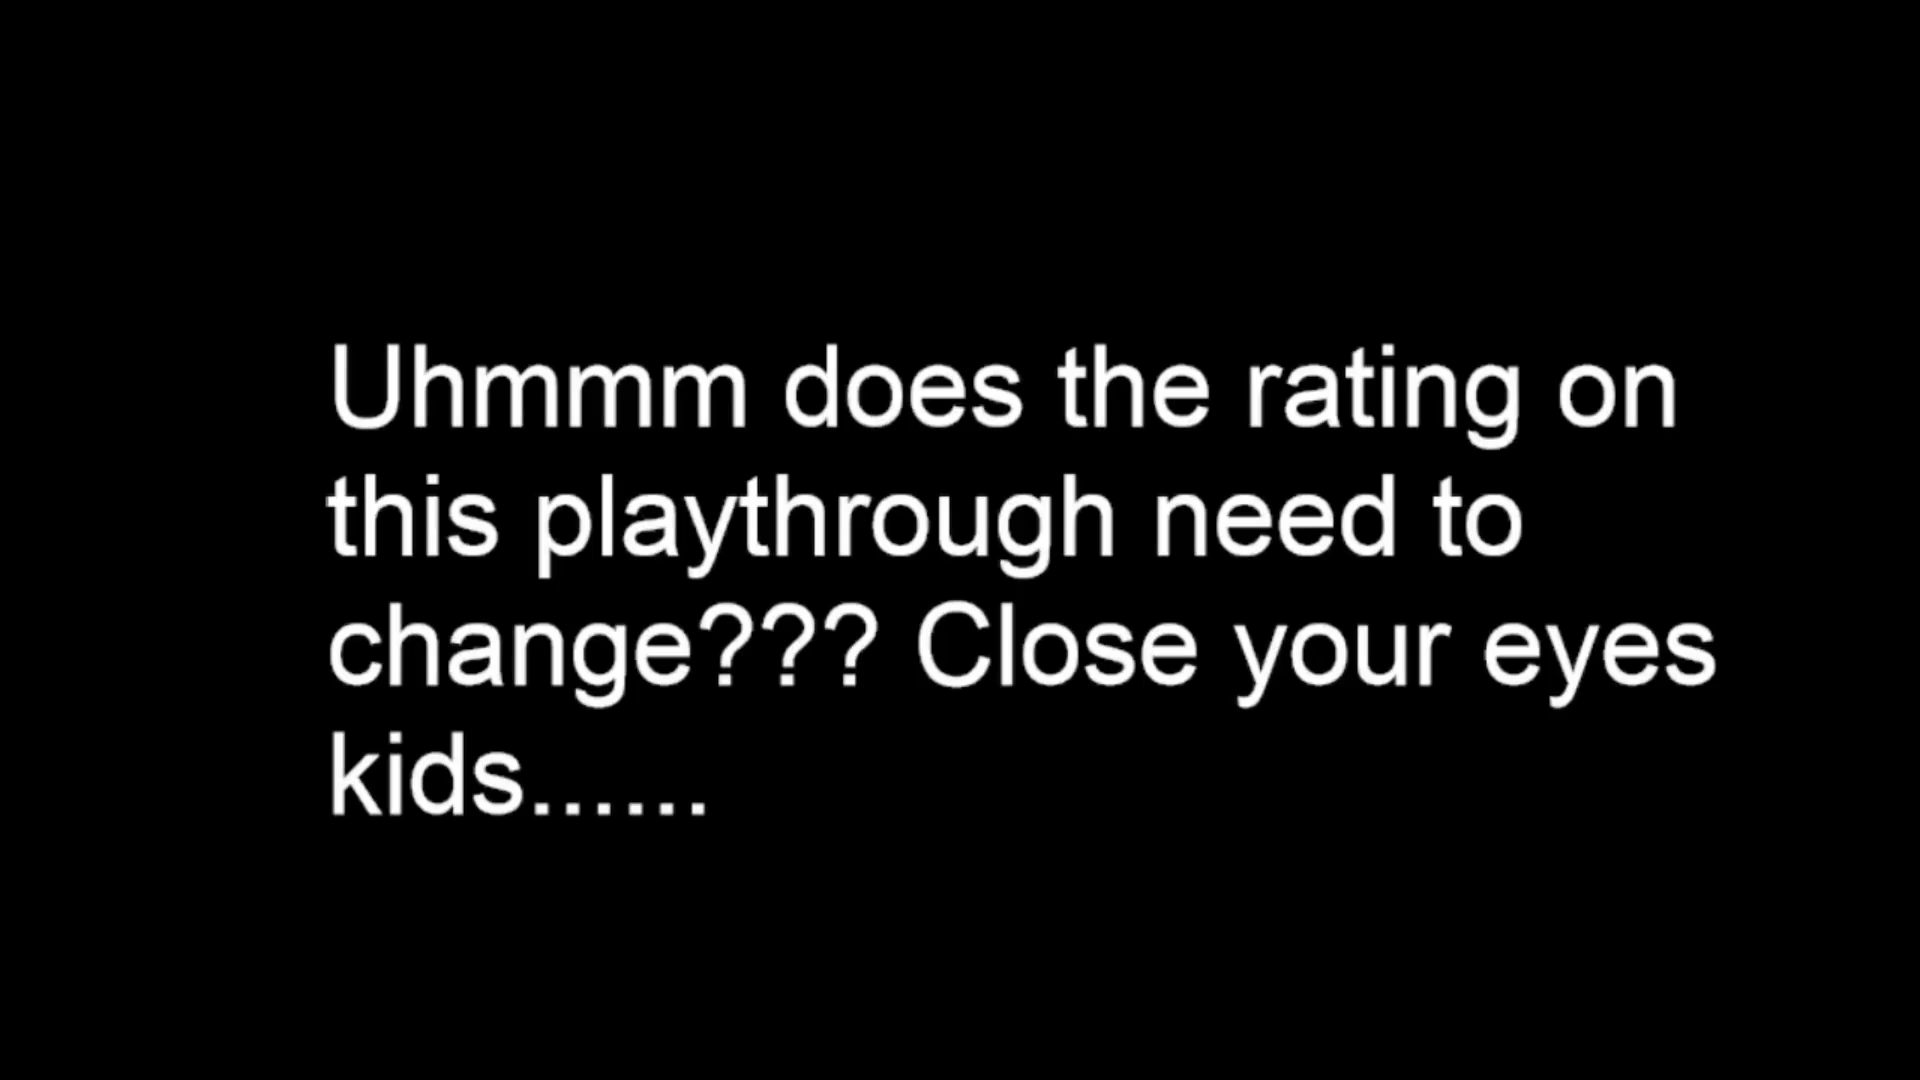 Uhmmm does the rating on
this playthrough need to
change??? Close your eyes
kids......